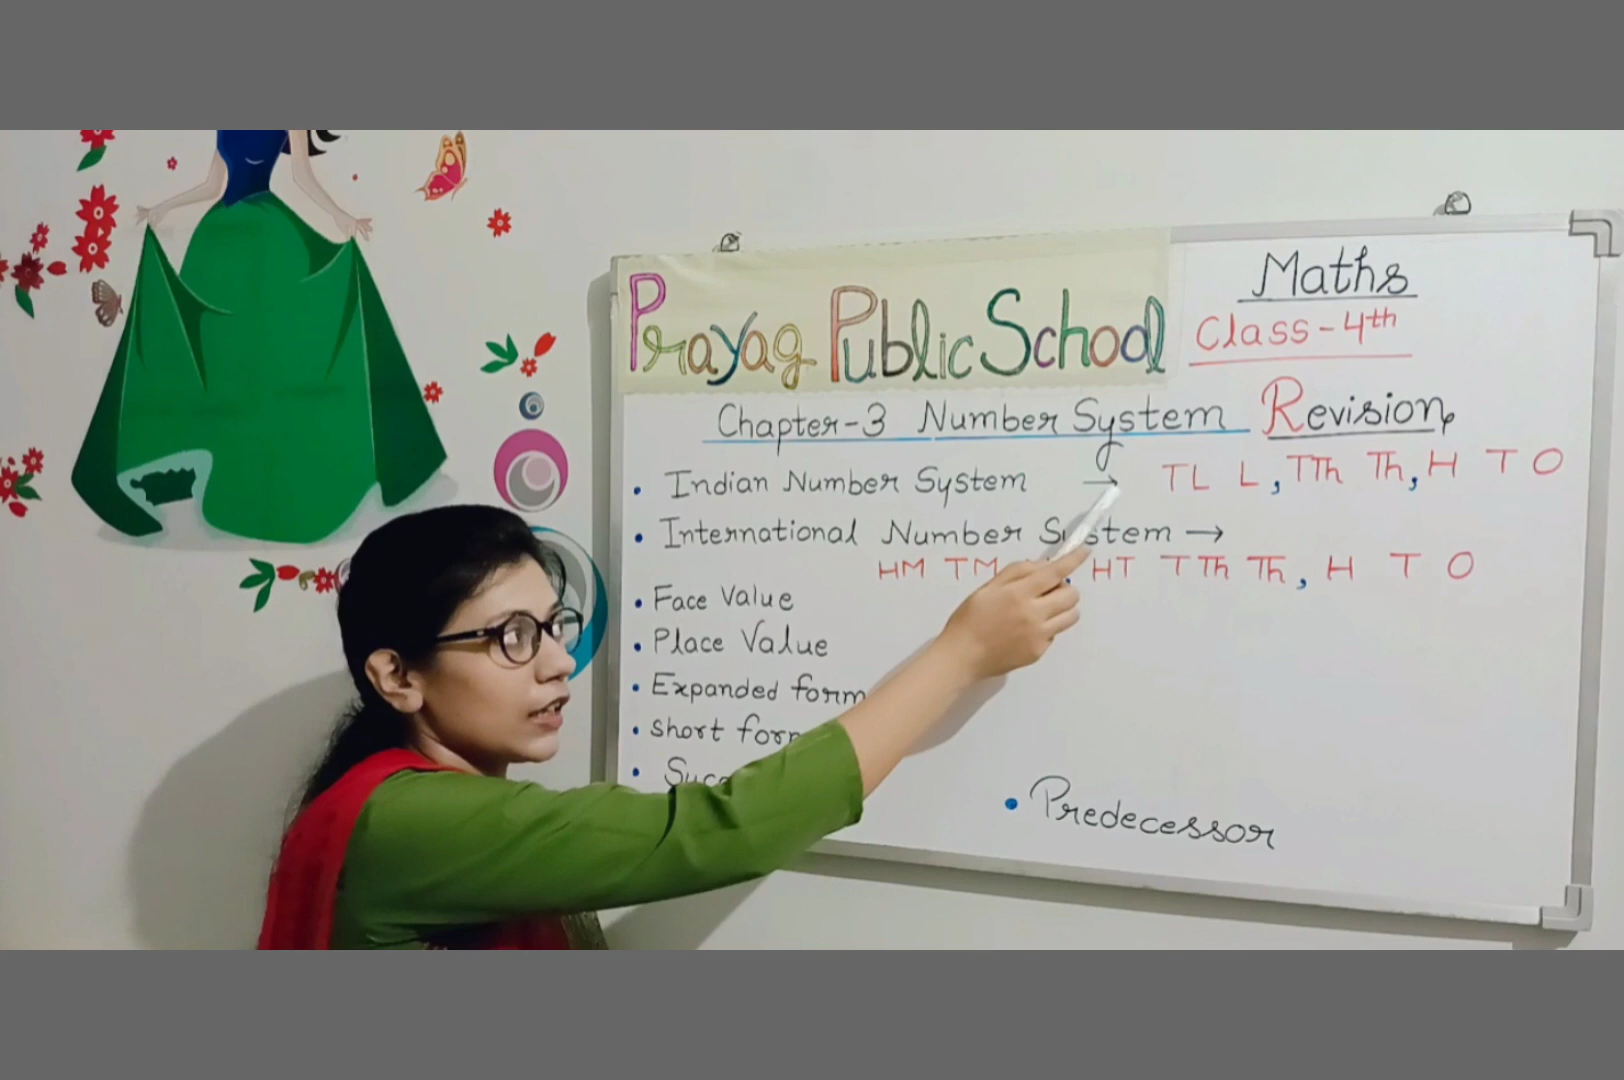 Prayag Public School
Maths
Class-4th
Chapter-3 Number System Revision
• Indian Number System → TL L, TTh Th, H T O
• International Number System →
HM TM , HT TTh Th, H T O
• Face Value
• Place Value
• Expanded form
• Short form
• Predecessor